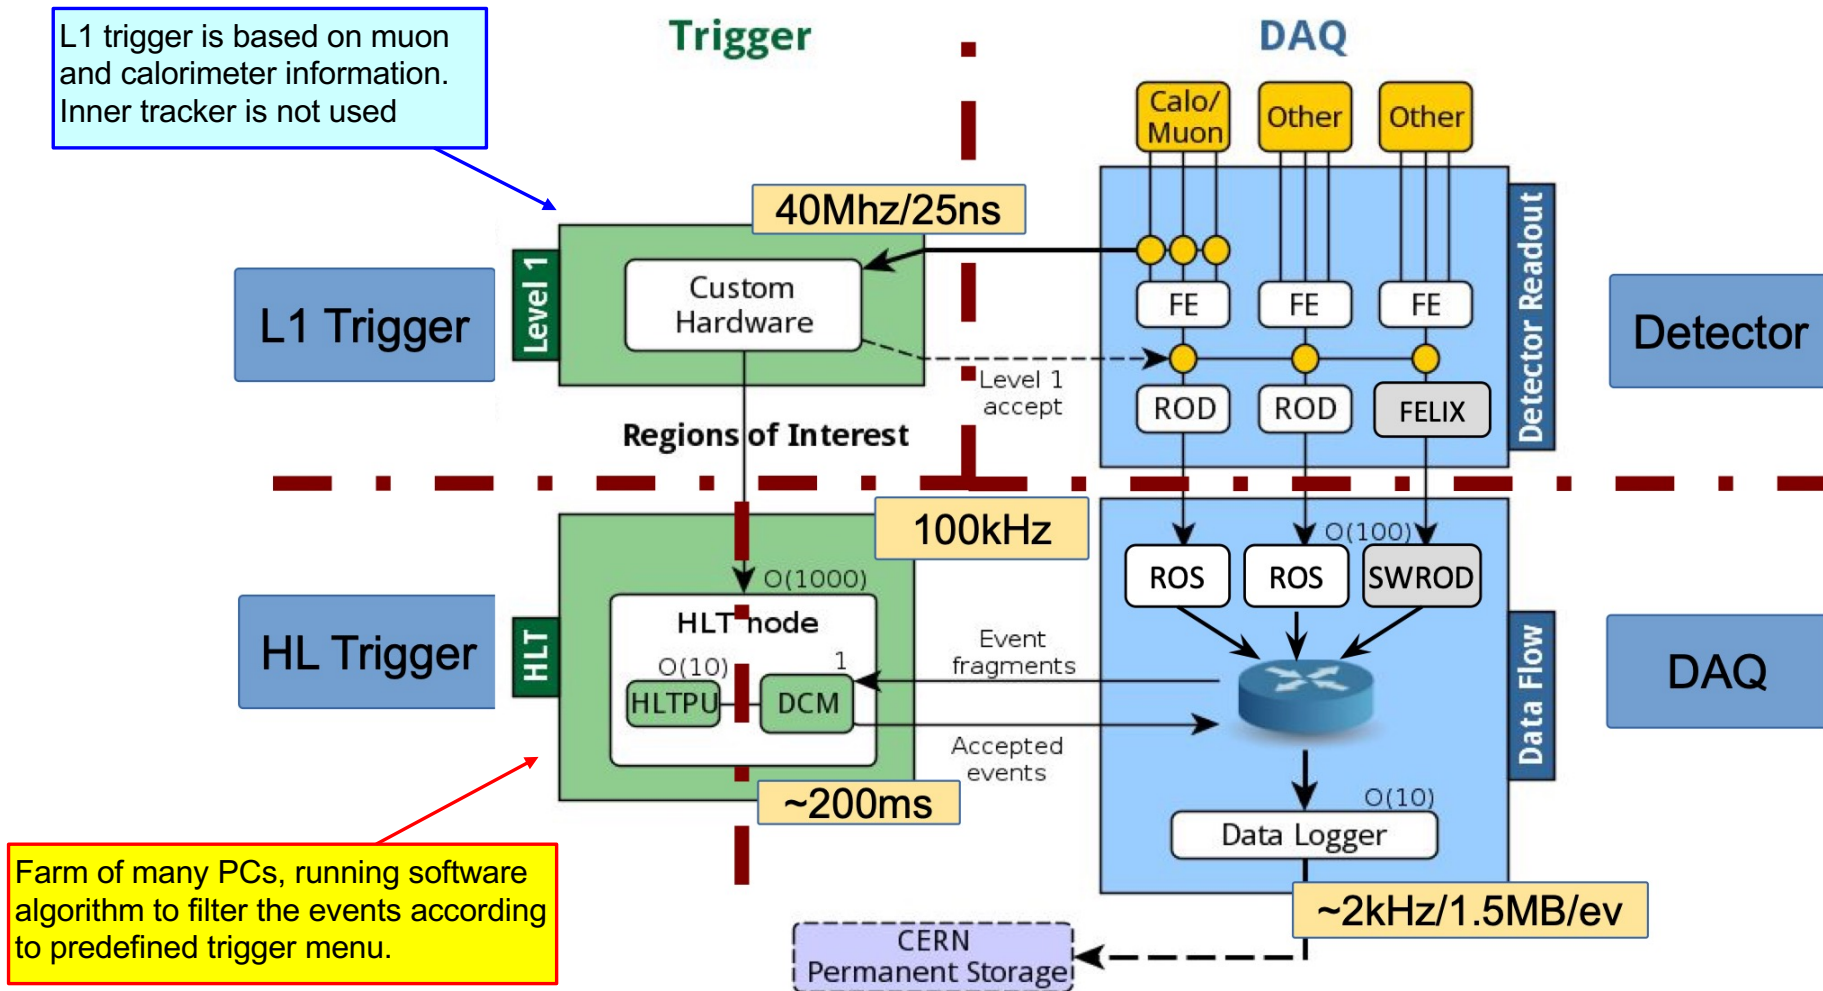 L1 trigger is based on muon
and calorimeter information.
Inner tracker is not used
Trigger
DAQ
Calo/
Muon
Other
Other
40Mhz/25ns
Level 1
Custom
Hardware
L1 Trigger
FE
FE
FE
Detector Readout
Detector
Level 1
accept
ROD
ROD
FELIX
Regions of Interest
100kHz
O(1000)
O(100)
ROS
ROS
SWROD
HL Trigger
HLT
HLT node
O(10)
1
HLTPU
DCM
Event
fragments
Accepted
events
Data Flow
DAQ
~200ms
O(10)
Data Logger
Farm of many PCs, running software
algorithm to filter the events according
to predefined trigger menu.
~2kHz/1.5MB/ev
CERN
Permanent Storage